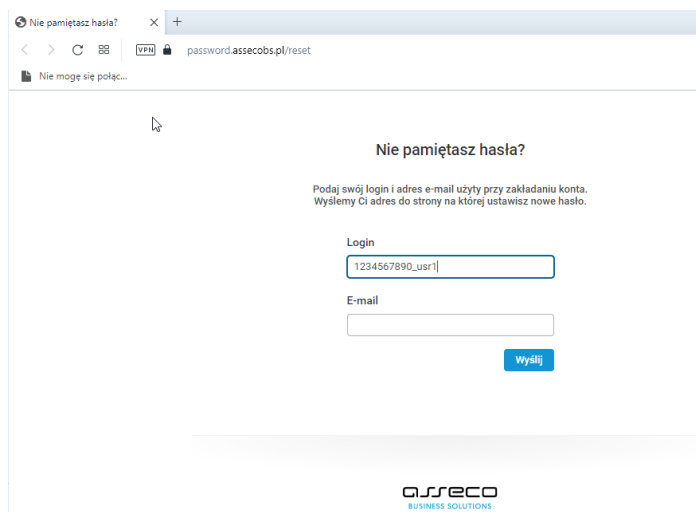 Nie pamiętasz hasła?
VPN
password.assecobs.pl/reset
Nie mogę się połąc...
Nie pamiętasz hasła?
Podaj swój login i adres e-mail użyty przy zakładaniu konta.
Wyślemy Ci adres do strony na której ustawisz nowe hasło.
Login
1234567890_usr1
E-mail
Wyślij
asseco
BUSINESS SOLUTIONS